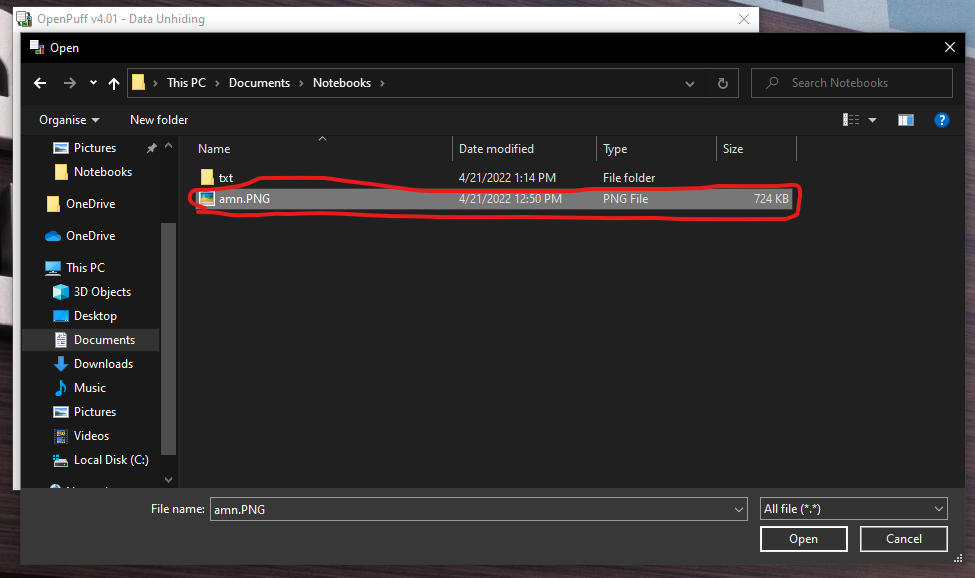 OpenPuff v4.01 - Data Unhiding
Open
This PC > Documents > Notebooks >
Search Notebooks
Organise New folder
Name Date modified Type Size
Pictures
Notebooks
OneDrive
OneDrive
This PC
3D Objects
Desktop
Documents
Downloads
Music
Pictures
Videos
Local Disk (C:)
txt 4/21/2022 1:14 PM File folder
amn.PNG 4/21/2022 12:50 PM PNG File 724 KB
File name: amn.PNG All file (*.*)
Open Cancel